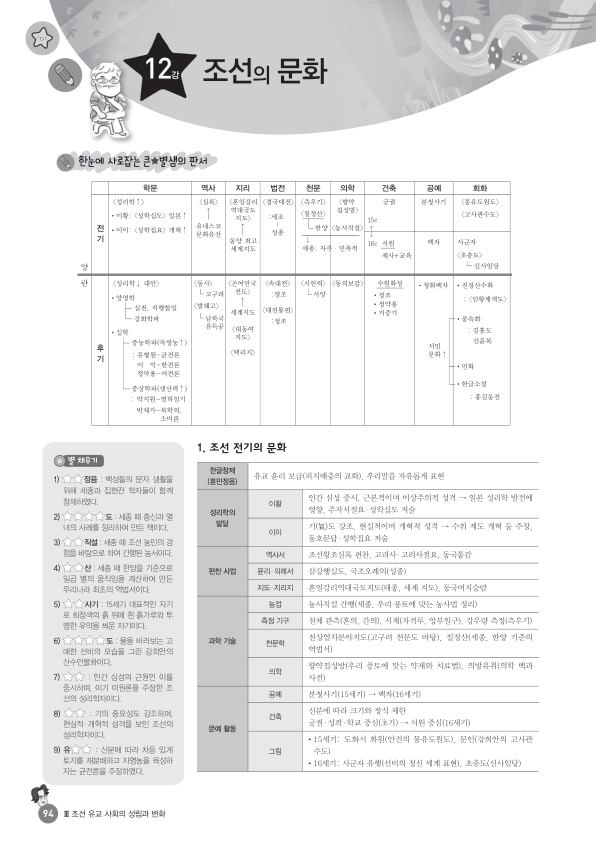 12강 조선의 문화
한눈에 사로잡는 큰★별쌤의 판서
학문 역사 지리 법전 천문 의학 건축 공예 회화
양
란
전기
<성리학↑>
• 이황: <성학십도> 일본↑
• 이이: <성학집요> 개혁↑
<실록>
유네스코
문화유산
<혼일강리
역대국도
지도>
동양 최고
세계지도
<경국대전>
:세조
~
성종
<측우기>
<칠정산>
한양
<향약
집성방>
<농사직설>
세종: 자주·민족적
궁궐
15c
16c 서원
제사+교육
분청사기
백자
<몽유도원도>
<고사관수도>
사군자
<초충도>
신사임당
후기
<성리학↓ 대안>
• 양명학
실천, 지행합일
강화학파
• 실학
중농학파(자영농↑)
: 유형원-균전론
이 익-한전론
정약용-여전론
중상학파(생산력↑)
: 박지원-열하일기
박제가-북학의,
소비론
<동사>
고구려
<발해고>
남북국
유득공
<곤여만국
전도>
세계지도
<대동여
지도>
<택리지>
<속대전>
:영조
<대전통편>
:정조
<시헌력>
서양
<동의보감>
수원화성
• 정조
• 정약용
• 거중기
• 청화백자
서민
문화↑
• 진경산수화
: <인왕제색도>
• 풍속화
: 김홍도
신윤복
• 민화
• 한글소설
: 홍길동전
별 채우기
1) ☆☆정음 : 백성들의 문자 생활을
위해 세종과 집현전 학자들이 함께
창제하였다.
2) ☆☆☆☆도 : 세종 때 충신과 열
녀의 사례를 정리하여 만든 책이다.
3) ☆☆직설 : 세종 때 조선 농민의 경
험을 바탕으로 하여 간행된 농서이다.
4) ☆☆산 : 세종 때 한양을 기준으로
일곱 별의 움직임을 계산하여 만든
우리나라 최초의 역법서이다.
5) ☆☆사기 : 15세기 대표적인 자기
로 회청색의 흙 위에 흰 흙가루와 투
명한 유약을 씌운 자기이다.
6) ☆☆☆☆도 : 물을 바라보는 고
매한 선비의 모습을 그린 강희안의
산수인물화이다.
7) ☆☆ : 인간 심성의 근원인 이를
중시하며, 이기 이원론을 주장한 조
선의 성리학자이다.
8) ☆☆ : 기의 중요성도 강조하며,
현실적·개혁적 성격을 보인 조선의
성리학자이다.
9) 유☆☆ : 신분에 따라 차등 있게
토지를 재분배하고 자영농을 육성하
자는 균전론을 주장하였다.
1. 조선 전기의 문화
한글창제
(훈민정음)
유교 윤리 보급(피지배층의 교화), 우리말을 자유롭게 표현
성리학의
발달
이황
인간 심성 중시, 근본적이며 이상주의적 성격 → 일본 성리학 발전에
영향, 주자서절요·성학십도 저술
이이
기(氣)도 강조, 현실적이며 개혁적 성격 → 수취 제도 개혁 등 주장,
동호문답·성학집요 저술
편찬 사업
역사서 조선왕조실록 편찬, 고려사·고려사절요, 동국통감
윤리·의례서 삼강행실도, 국조오례의(성종)
지도·지리지 혼일강리역대국도지도(태종, 세계 지도), 동국여지승람
과학 기술
농업 농사직설 간행(세종, 우리 풍토에 맞는 농사법 정리)
측정 기구 천체 관측(혼의, 간의), 시계(자격루, 앙부일구), 강우량 측정(측우기)
천문학
천상열차분야지도(고구려 천문도 바탕), 칠정산(세종, 한양 기준의
역법서)
의학
향약집성방(우리 풍토에 맞는 약재와 치료법), 의방유취(의학 백과
사전)
문예 활동
공예 분청사기(15세기) → 백자(16세기)
건축
신분에 따라 크기와 장식 제한
궁궐·성곽·학교 중심(초기) → 서원 중심(16세기)
그림
• 15세기: 도화서 화원(안견의 몽유도원도), 문인(강희안의 고사관
수도)
• 16세기: 사군자 유행(선비의 정신 세계 표현), 초충도(신사임당)
94 Ⅲ 조선 유교 사회의 성립과 변화